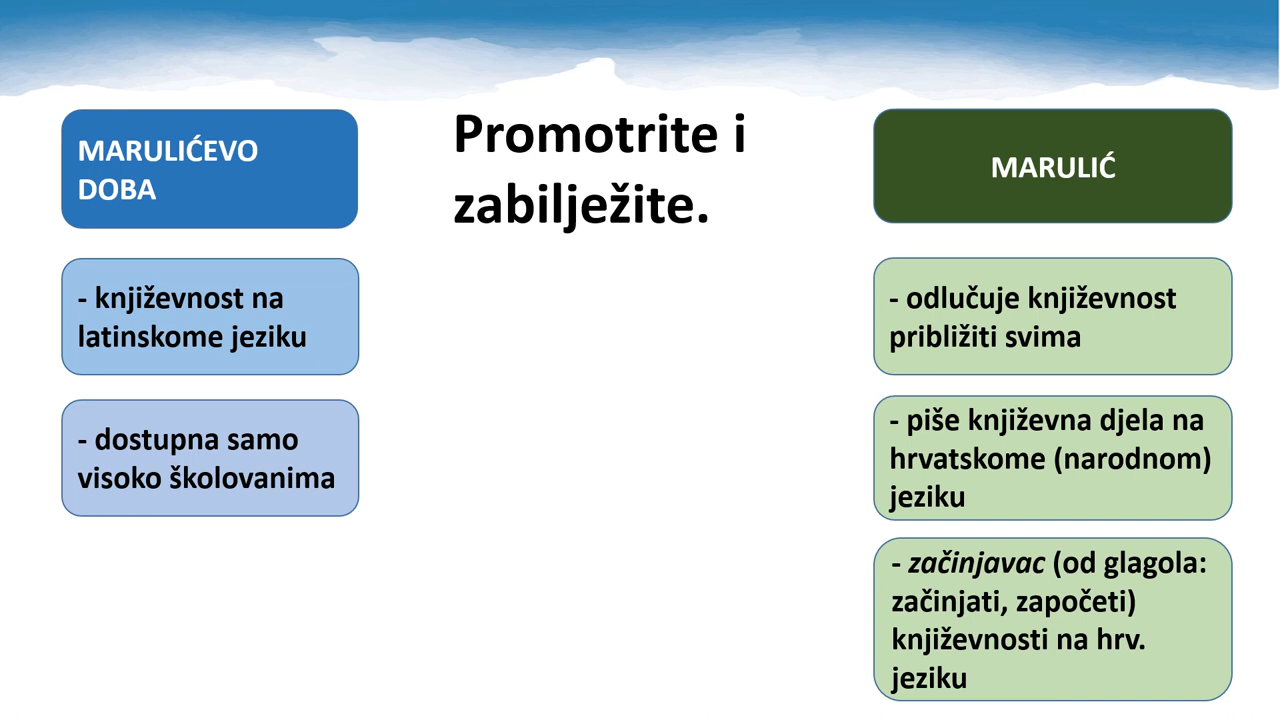 MARULIĆEVO
DOBA
- književnost na
latinskome jeziku
- dostupna samo
visoko školovanima
Promotrite i
zabilježite.
MARULIĆ
- odlučuje književnost
približiti svima
- piše književna djela na
hrvatskome (narodnom)
jeziku
- začinjavac (od glagola:
začinjati, započeti)
književnosti na hrv.
jeziku